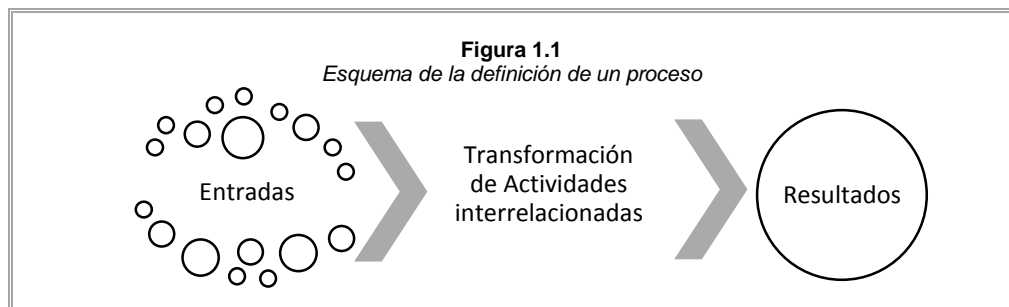 Figura 1.1
Esquema de la definición de un proceso
Entradas
Transformación
de Actividades
interrelacionadas
Resultados